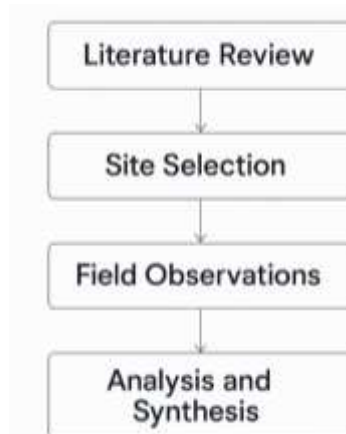 Literature Review
Site Selection
Field Observations
Analysis and
Synthesis